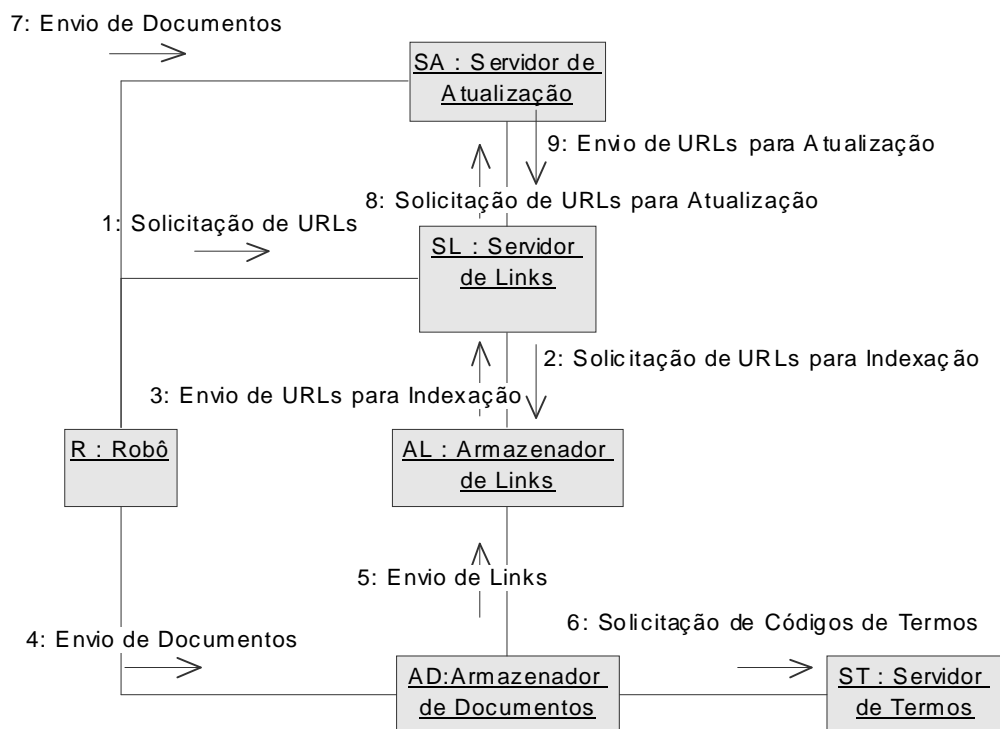 7: Envio de Documentos
SA : Servidor de
Atualização
9: Envio de URLs para Atualização
8: Solicitação de URLs para Atualização
1: Solicitação de URLs
SL : Servidor
de Links
2: Solicitação de URLs para Indexação
3: Envio de URLs para Indexação
R : Robô
AL : Armazenador
de Links
5: Envio de Links
6: Solicitação de Códigos de Termos
4: Envio de Documentos
AD:Armazenador
de Documentos
ST : Servidor
de Termos